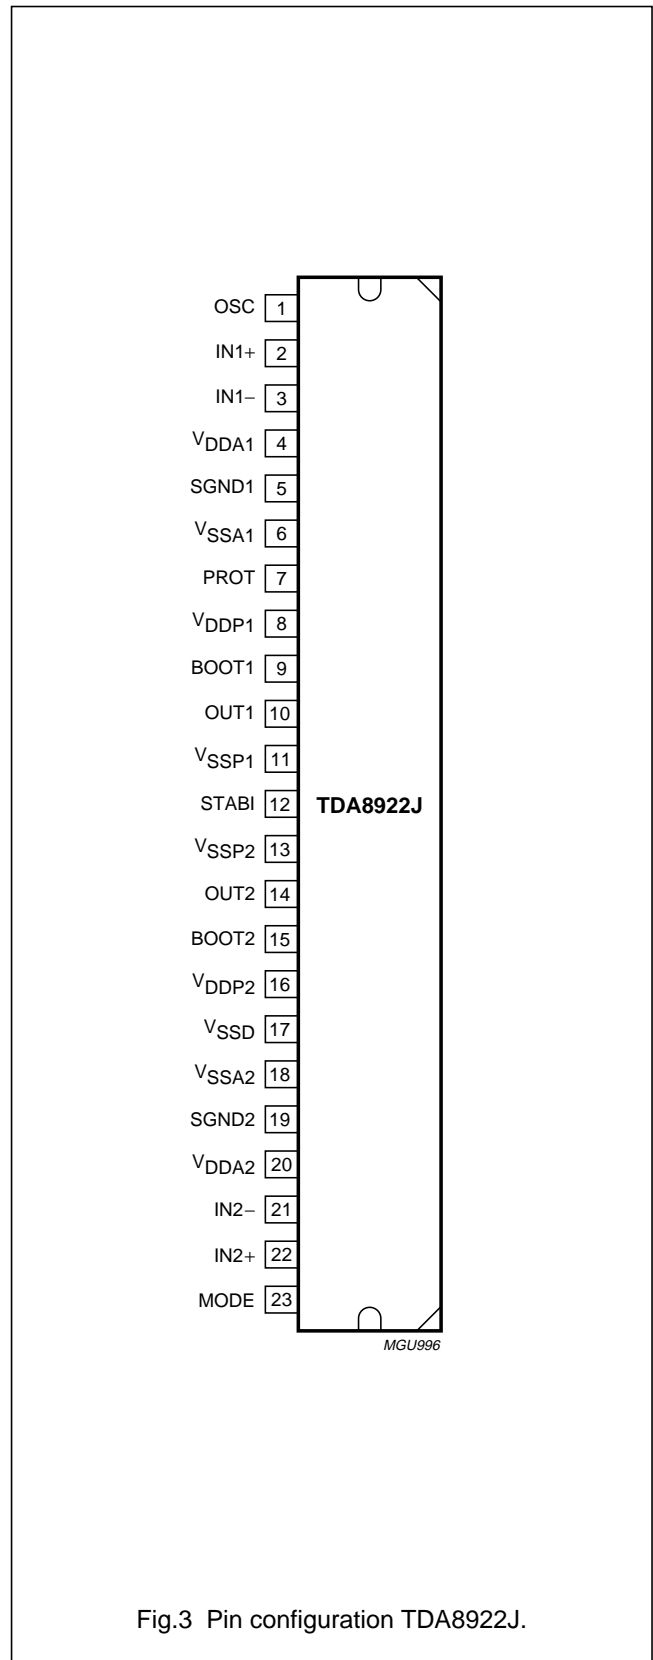 OSC 1
IN1+ 2
IN1− 3
VDDA1 4
SGND1 5
VSSA1 6
PROT 7
VDDP1 8
BOOT1 9
OUT1 10
VSSP1 11
STABI 12 TDA8922J
VSSP2 13
OUT2 14
BOOT2 15
VDDP2 16
VSSD 17
VSSA2 18
SGND2 19
VDDA2 20
IN2− 21
IN2+ 22
MODE 23
MGU996
Fig.3 Pin configuration TDA8922J.